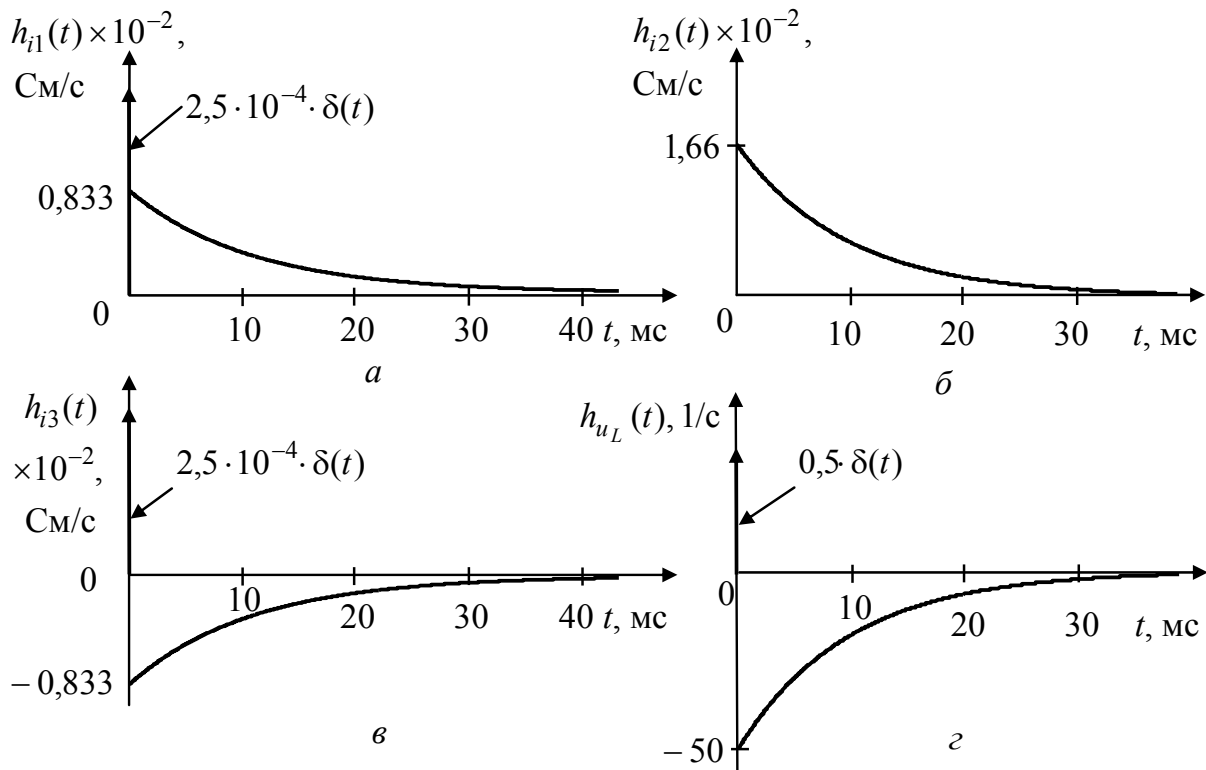 h_{i1}(t)×10^{−2},
См/с
2,5·10^{−4}·δ(t)
0,833
0
10
20
30
40
t, мс
а
h_{i2}(t)×10^{−2},
См/с
1,66
0
10
20
30
t, мс
б
h_{i3}(t)
×10^{−2},
См/с
2,5·10^{−4}·δ(t)
0
10
20
30
40
t, мс
− 0,833
в
h_{u_L}(t), 1/с
0,5·δ(t)
0
10
20
30
t, мс
− 50
г